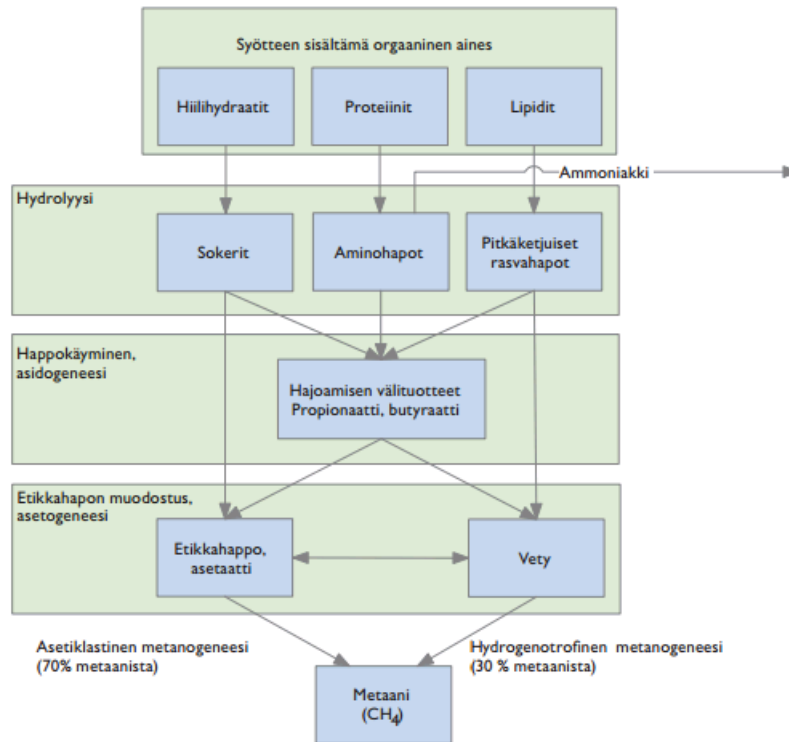 Syötteen sisältämä orgaaninen aines
Hiilihydraatit
Proteiinit
Lipidit
Ammoniakki
Hydrolyysi
Sokerit
Aminohapot
Pitkäketjuiset
rasvahapot
Happokäyminen,
asidogeneesi
Hajoamisen välituotteet
Propionaatti, butyraatti
Etikkahapon muodostus,
asetogeneesi
Etikkahappo,
asetaatti
Vety
Asetiklastinen metanogeneesi
(70% metaanista)
Hydrogenotrofinen metanogeneesi
(30 % metaanista)
Metaani
(CH4)